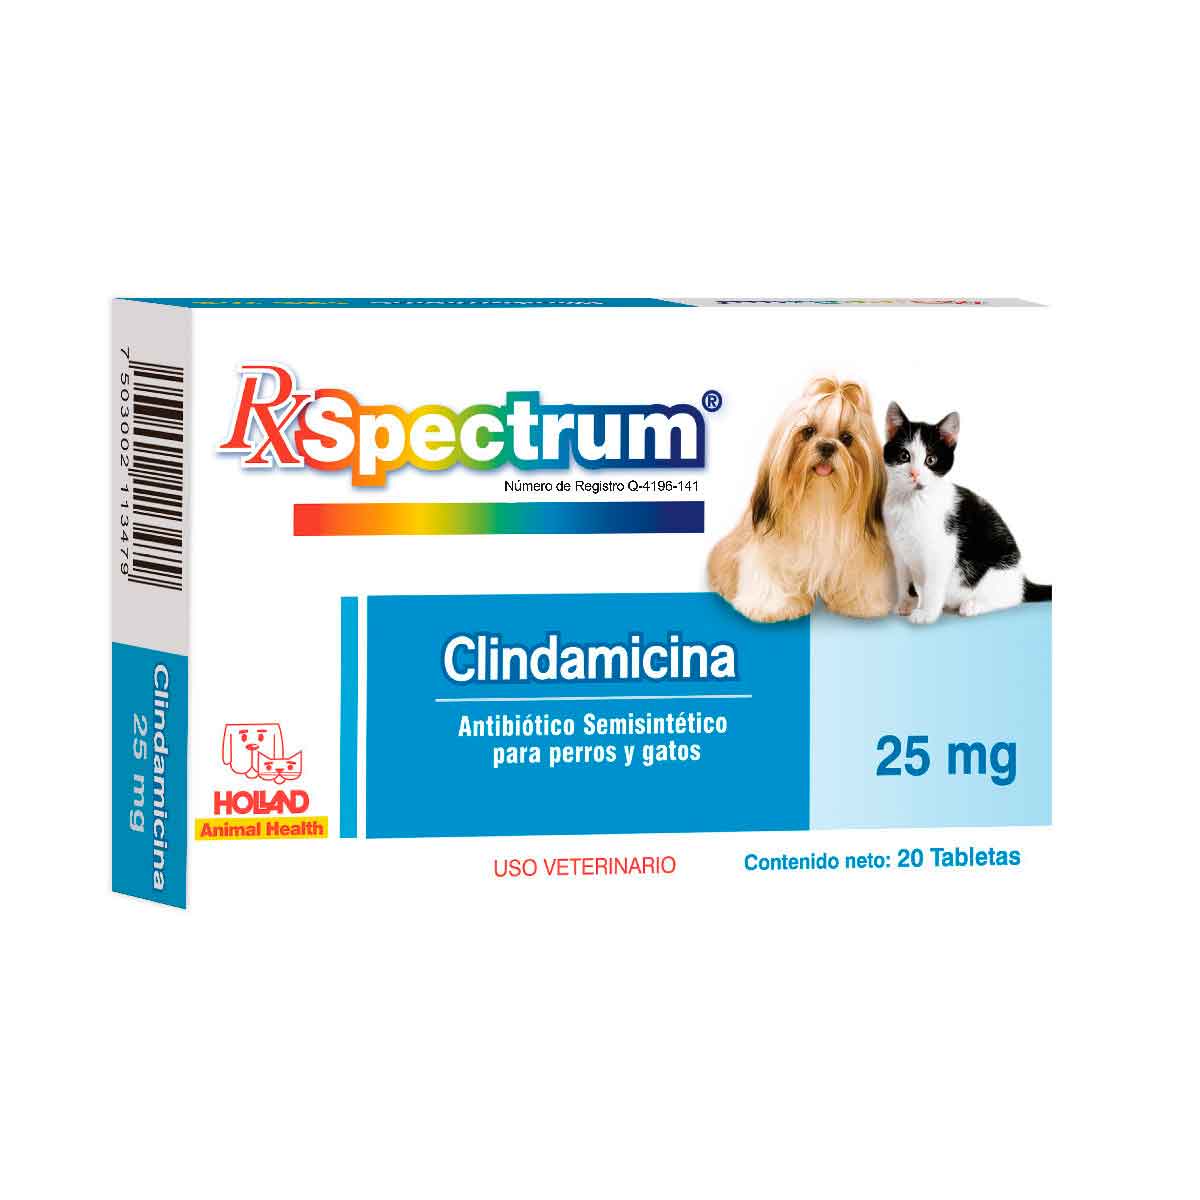 RxSpectrum®
Número de Registro Q-4196-141
Clindamicina
Antibiótico Semisintético
para perros y gatos
25 mg
HOLLAND
Animal Health
USO VETERINARIO
Contenido neto: 20 Tabletas
7 503002 113479
Clindamicina
25 mg